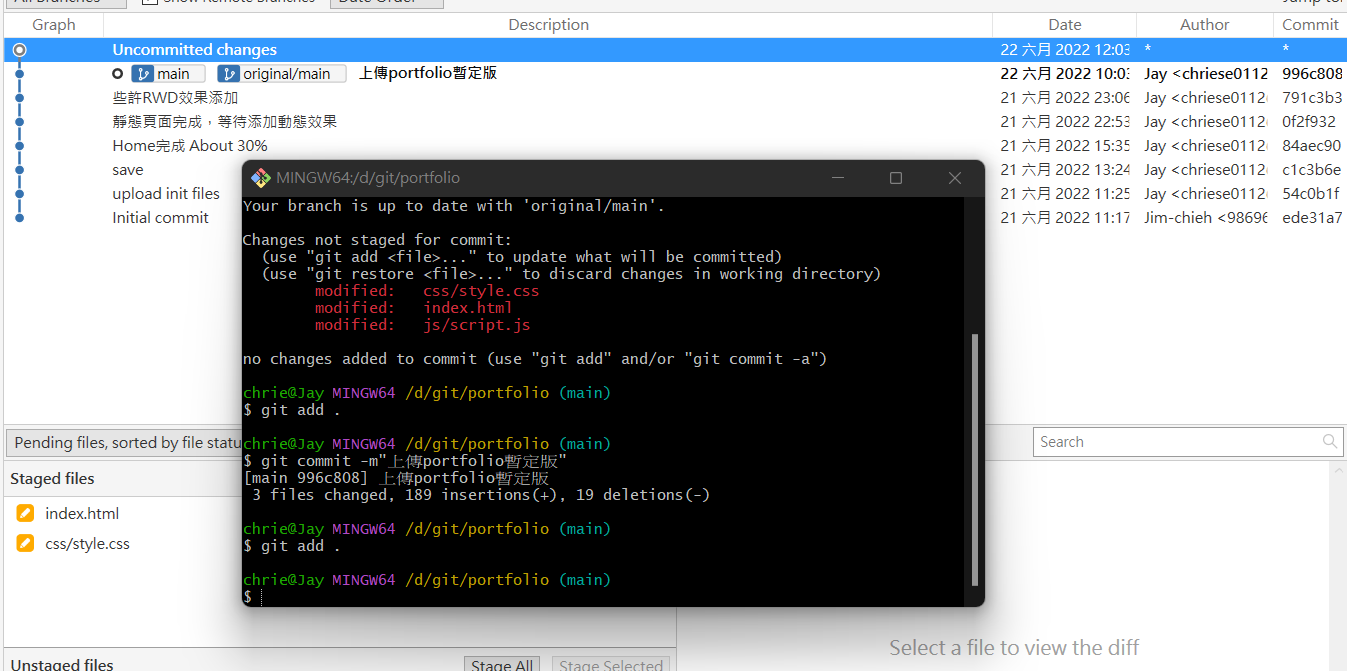 All Branches Show Remote Branches Date Order Jump to:
Graph Description Date Author Commit
Uncommitted changes 22 六月 2022 12:03 * *
main original/main 上傳portfolio暫定版 22 六月 2022 10:03 Jay <chriese0112 996c808
些許RWD效果添加 21 六月 2022 23:06 Jay <chriese0112 791c3b3
靜態頁面完成，等待添加動態效果 21 六月 2022 22:53 Jay <chriese0112 0f2f932
Home完成 About 30% 21 六月 2022 15:35 Jay <chriese0112 84aec90
save 21 六月 2022 13:24 Jay <chriese0112 c1c3b6e
upload init files 21 六月 2022 11:25 Jay <chriese0112 54c0b1f
Initial commit 21 六月 2022 11:17 Jim-chieh <98696 ede31a7
MINGW64:/d/git/portfolio
Your branch is up to date with 'original/main'.
Changes not staged for commit:
(use "git add <file>..." to update what will be committed)
(use "git restore <file>..." to discard changes in working directory)
modified: css/style.css
modified: index.html
modified: js/script.js
no changes added to commit (use "git add" and/or "git commit -a")
chrie@Jay MINGW64 /d/git/portfolio (main)
$ git add .
chrie@Jay MINGW64 /d/git/portfolio (main)
$ git commit -m"上傳portfolio暫定版"
[main 996c808] 上傳portfolio暫定版
3 files changed, 189 insertions(+), 19 deletions(-)
chrie@Jay MINGW64 /d/git/portfolio (main)
$ git add .
chrie@Jay MINGW64 /d/git/portfolio (main)
$
Pending files, sorted by file statu
Search
Staged files
index.html
css/style.css
Select a file to view the diff
Unstaged files Stage All Stage Selected